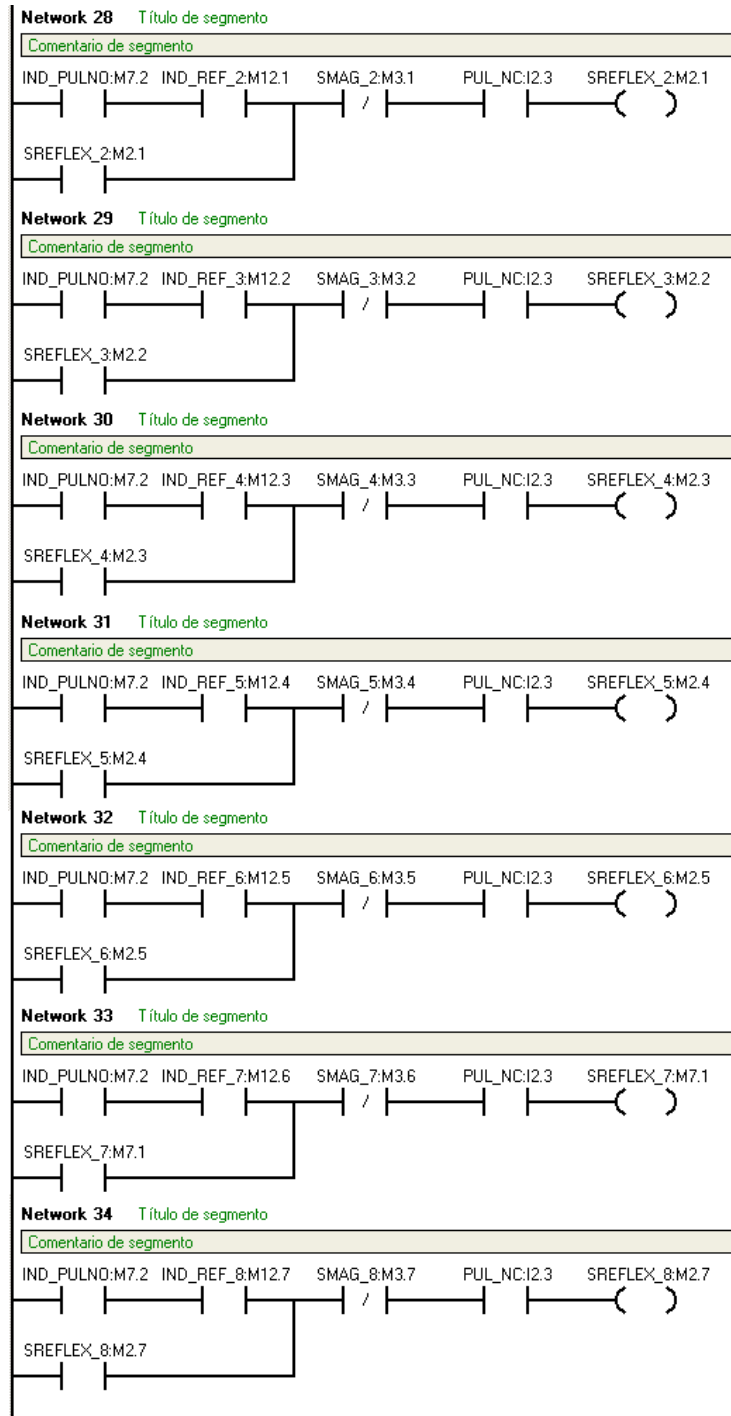 Network 28 Título de segmento
Comentario de segmento
IND_PULNO:M7.2 IND_REF_2:M12.1 SMAG_2:M3.1 PUL_NC:I2.3 SREFLEX_2:M2.1
/
SREFLEX_2:M2.1
Network 29 Título de segmento
Comentario de segmento
IND_PULNO:M7.2 IND_REF_3:M12.2 SMAG_3:M3.2 PUL_NC:I2.3 SREFLEX_3:M2.2
/
SREFLEX_3:M2.2
Network 30 Título de segmento
Comentario de segmento
IND_PULNO:M7.2 IND_REF_4:M12.3 SMAG_4:M3.3 PUL_NC:I2.3 SREFLEX_4:M2.3
/
SREFLEX_4:M2.3
Network 31 Título de segmento
Comentario de segmento
IND_PULNO:M7.2 IND_REF_5:M12.4 SMAG_5:M3.4 PUL_NC:I2.3 SREFLEX_5:M2.4
/
SREFLEX_5:M2.4
Network 32 Título de segmento
Comentario de segmento
IND_PULNO:M7.2 IND_REF_6:M12.5 SMAG_6:M3.5 PUL_NC:I2.3 SREFLEX_6:M2.5
/
SREFLEX_6:M2.5
Network 33 Título de segmento
Comentario de segmento
IND_PULNO:M7.2 IND_REF_7:M12.6 SMAG_7:M3.6 PUL_NC:I2.3 SREFLEX_7:M7.1
/
SREFLEX_7:M7.1
Network 34 Título de segmento
Comentario de segmento
IND_PULNO:M7.2 IND_REF_8:M12.7 SMAG_8:M3.7 PUL_NC:I2.3 SREFLEX_8:M2.7
/
SREFLEX_8:M2.7